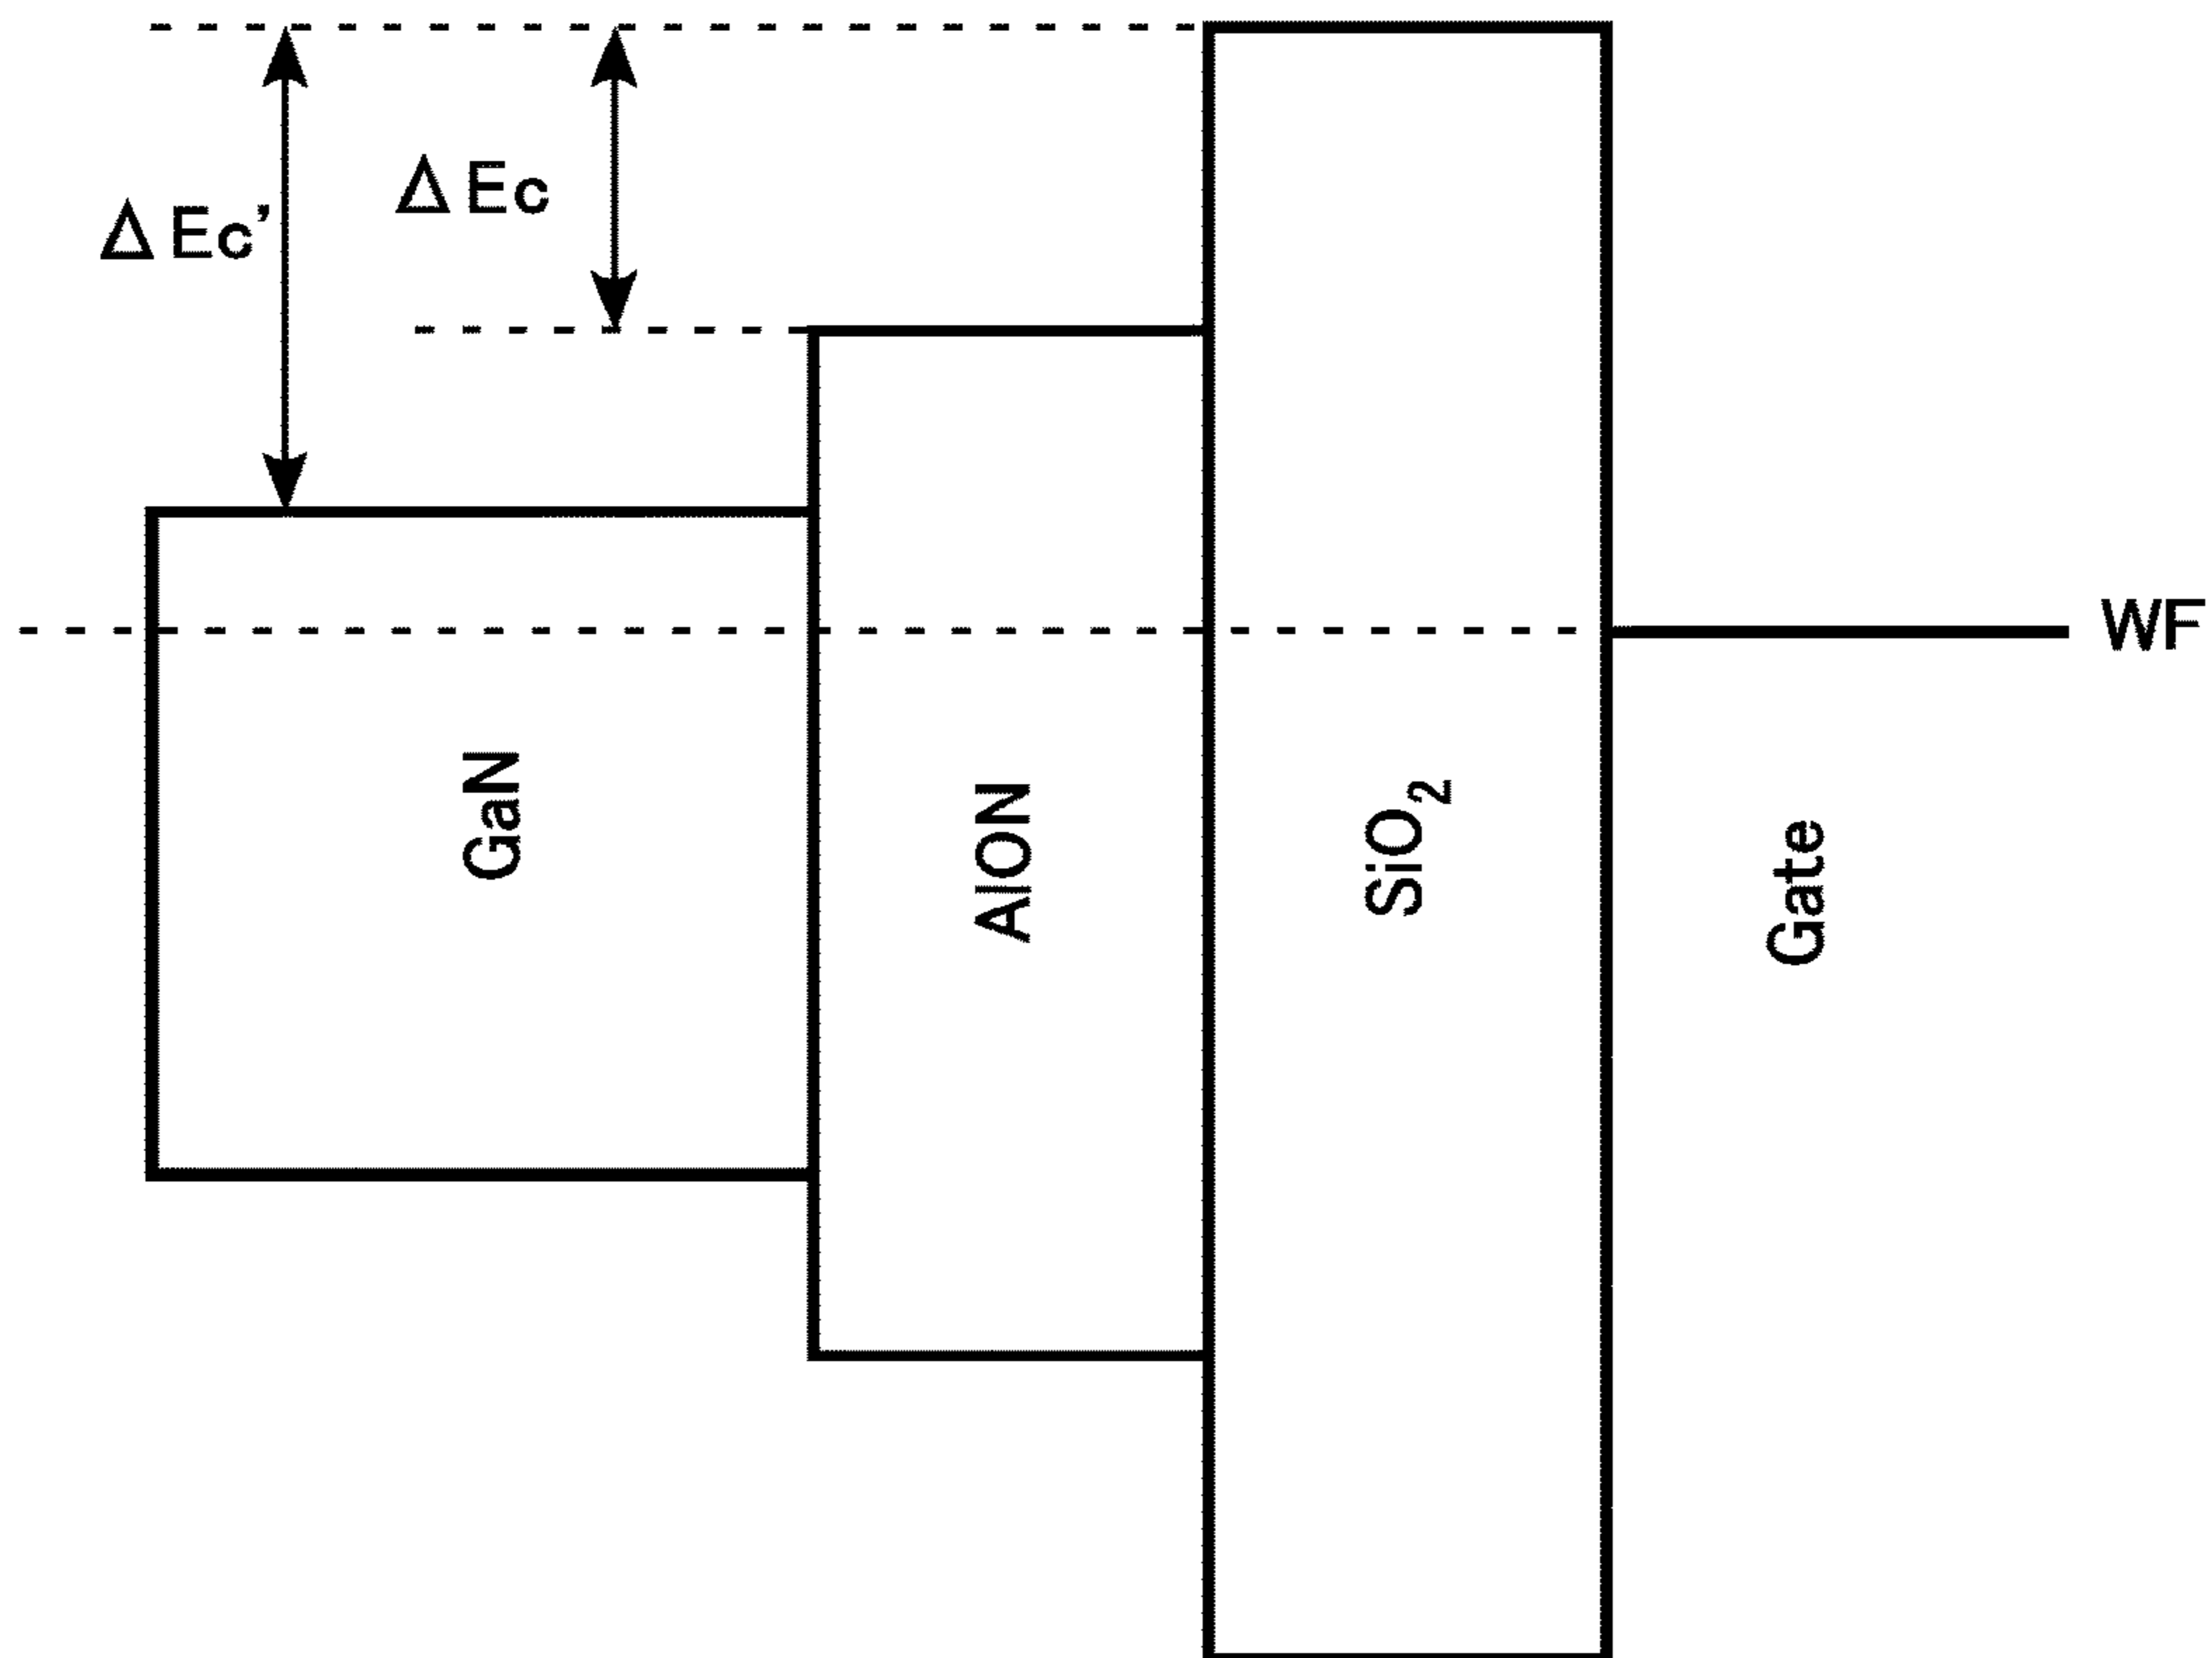 ΔEc'
ΔEc
WF
GaN
AlON
SiO₂
Gate